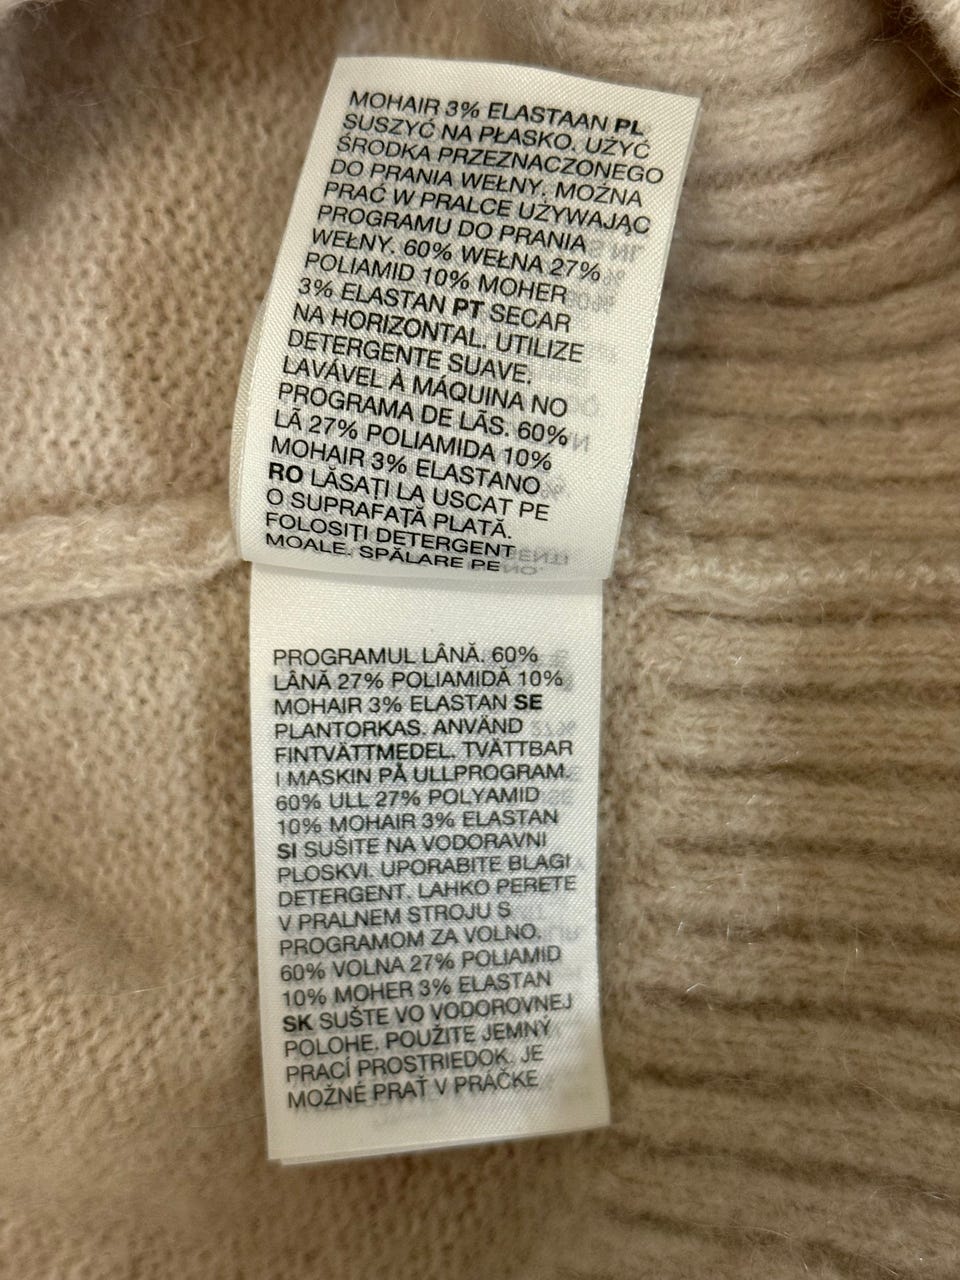 MOHAIR 3% ELASTAAN PL
SUSZYĆ NA PŁASKO. UŻYĆ
ŚRODKA PRZEZNACZONEGO
DO PRANIA WEŁNY. MOŻNA
PRAĆ W PRALCE UŻYWAJĄC
PROGRAMU DO PRANIA
WEŁNY. 60% WEŁNA 27%
POLIAMID 10% MOHER
3% ELASTAN PT SECAR
NA HORIZONTAL. UTILIZE
DETERGENTE SUAVE.
LAVÁVEL À MÁQUINA NO
PROGRAMA DE LÃS. 60%
LÃ 27% POLIAMIDA 10%
MOHAIR 3% ELASTANO
RO LĂSAȚI LA USCAT PE
O SUPRAFAȚĂ PLATĂ.
FOLOSIȚI DETERGENT
MOALE. SPĂLARE PE
PROGRAMUL LÂNĂ. 60%
LÂNĂ 27% POLIAMIDĂ 10%
MOHAIR 3% ELASTAN SE
PLANTORKAS. ANVÄND
FINTVÄTTMEDEL. TVÄTTBAR
I MASKIN PÅ ULLPROGRAM.
60% ULL 27% POLYAMID
10% MOHAIR 3% ELASTAN
SI SUŠITE NA VODORAVNI
PLOSKVI. UPORABITE BLAGI
DETERGENT. LAHKO PERETE
V PRALNEM STROJU S
PROGRAMOM ZA VOLNO.
60% VOLNA 27% POLIAMID
10% MOHER 3% ELASTAN
SK SUŠTE VO VODOROVNEJ
POLOHE. POUŽITE JEMNÝ
PRACÍ PROSTRIEDOK. JE
MOŽNÉ PRAŤ V PRÁČKE